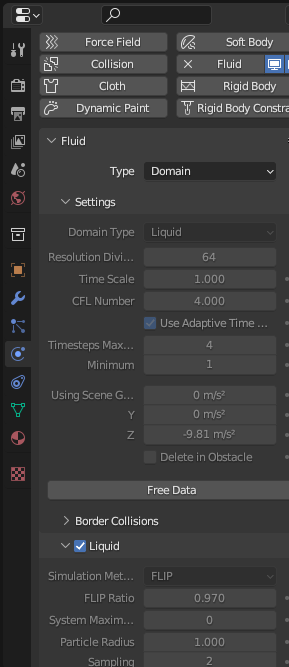 Force Field
Soft Body
Collision
Fluid
Cloth
Rigid Body
Dynamic Paint
Rigid Body Constra
Fluid
Type
Domain
Settings
Domain Type
Liquid
Resolution Divi...
64
Time Scale
1.000
CFL Number
4.000
Use Adaptive Time ...
Timesteps Max...
4
Minimum
1
Using Scene G...
0 m/s²
Y
0 m/s²
Z
-9.81 m/s²
Delete in Obstacle
Free Data
Border Collisions
Liquid
Simulation Met...
FLIP
FLIP Ratio
0.970
System Maxim...
0
Particle Radius
1.000
Sampling
2